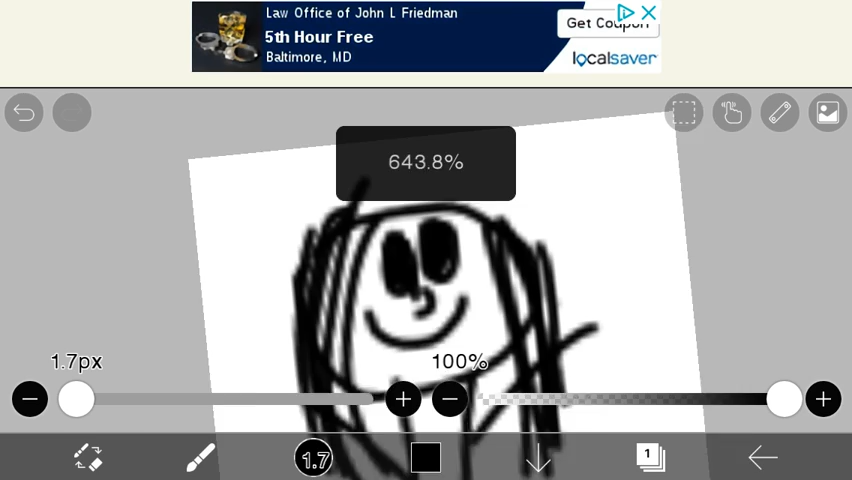 Law Office of John L Friedman
5th Hour Free
Baltimore, MD
Get Coupon
localsaver
643.8%
1.7px
100%
1.7
1